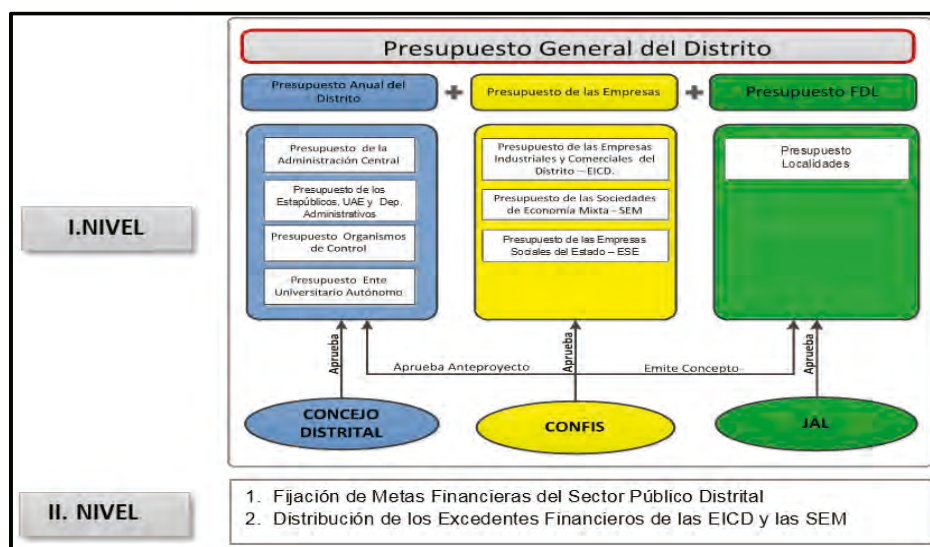 Presupuesto General del Distrito
Presupuesto Anual del
Distrito
+
Presupuesto de las Empresas
+
Presupuesto FDL
I.NIVEL
Presupuesto de la
Administración Central
Presupuesto de los
Estapúblicos, UAE y Dep.
Administrativos
Presupuesto Organismos
de Control
Presupuesto Ente
Universitario Autónomo
Presupuesto de las Empresas
Industriales y Comerciales del
Distrito – EICD.
Presupuesto de las Sociedades
de Economía Mixta - SEM
Presupuesto de las Empresas
Sociales del Estado – ESE
Presupuesto
Localidades
Aprueba
Aprueba Anteproyecto
Aprueba
Emite Concepto
Aprueba
CONCEJO
DISTRITAL
CONFIS
JAL
II. NIVEL
1. Fijación de Metas Financieras del Sector Público Distrital
2. Distribución de los Excedentes Financieros de las EICD y las SEM